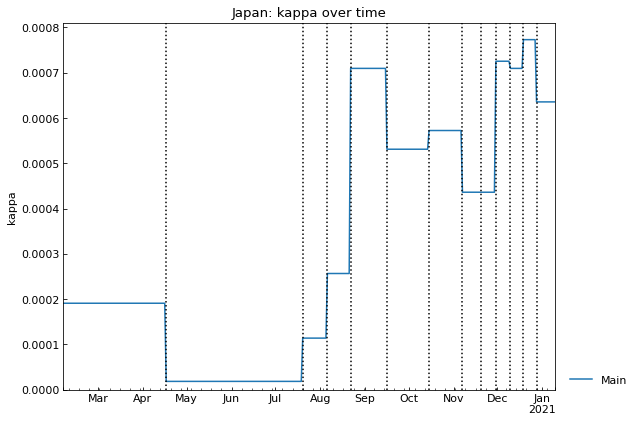 Japan: kappa over time
0.0008
0.0007
0.0006
0.0005
0.0004
0.0003
0.0002
0.0001
0.0000
kappa
Mar Apr May Jun Jul Aug Sep Oct Nov Dec Jan
2021
Main